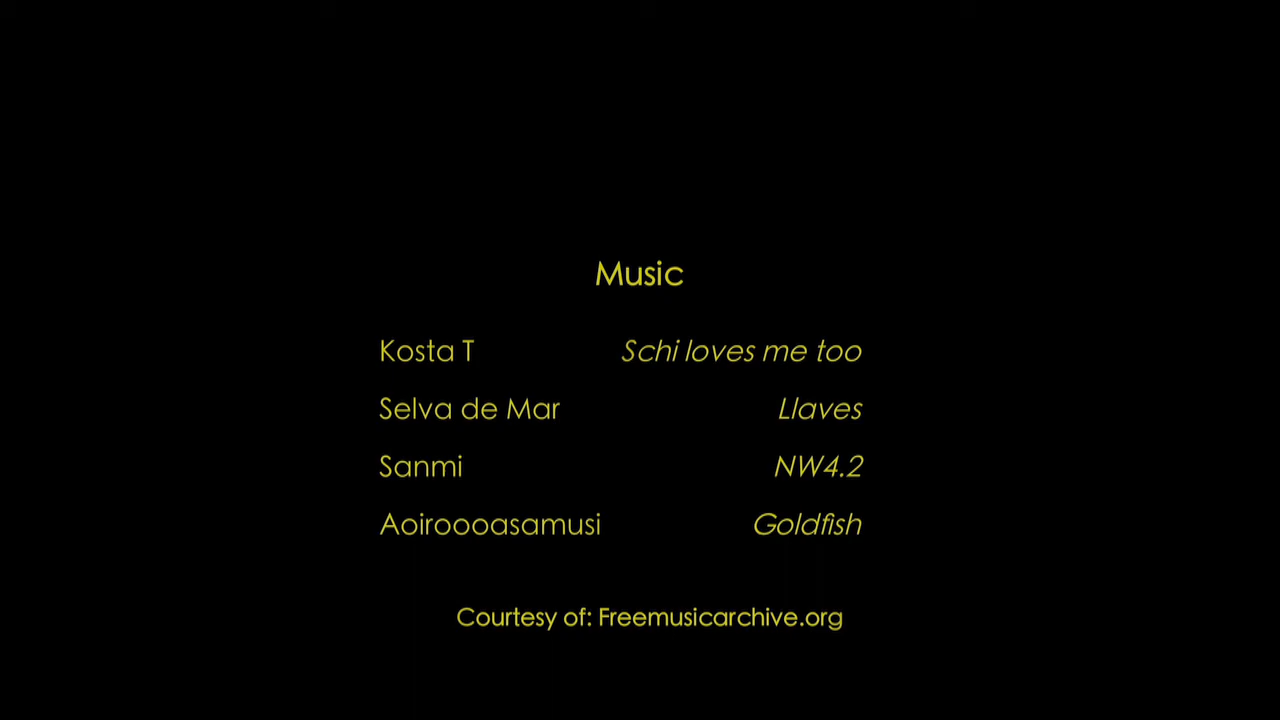 Music
Kosta T Schi loves me too
Selva de Mar Llaves
Sanmi NW4.2
Aoiroooasamusi Goldfish
Courtesy of: Freemusicarchive.org